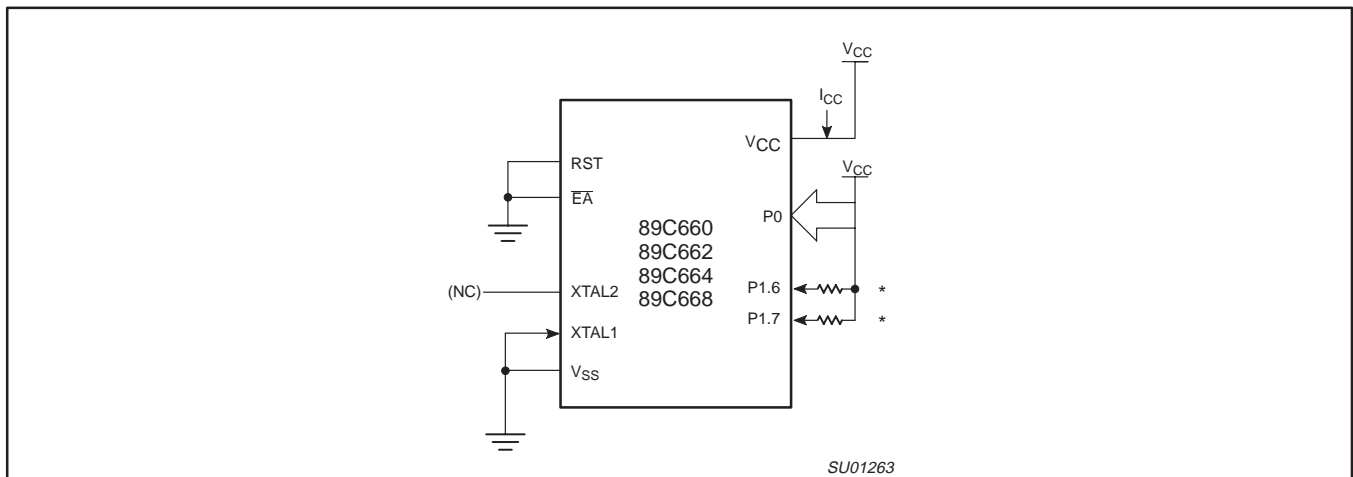 VCC
ICC
VCC
VCC
RST
EA
P0
89C660
89C662
89C664
89C668
(NC)
XTAL2
P1.6
*
P1.7
*
XTAL1
VSS
SU01263